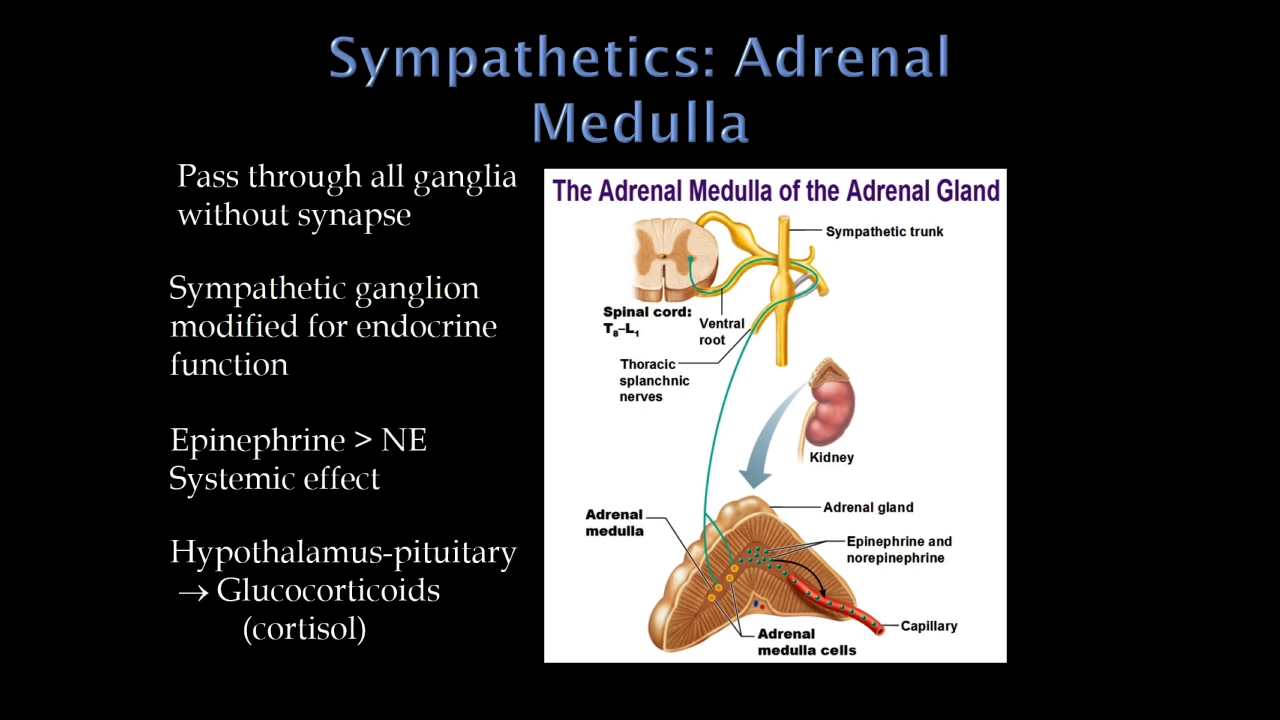 Sympathetics: Adrenal
Medulla
Pass through all ganglia
without synapse
Sympathetic ganglion
modified for endocrine
function
Epinephrine > NE
Systemic effect
Hypothalamus-pituitary
→ Glucocorticoids
(cortisol)
The Adrenal Medulla of the Adrenal Gland
Sympathetic trunk
Spinal cord:
T₈–L₁
Ventral
root
Thoracic
splanchnic
nerves
Kidney
Adrenal gland
Adrenal
medulla
Epinephrine and
norepinephrine
Capillary
Adrenal
medulla cells